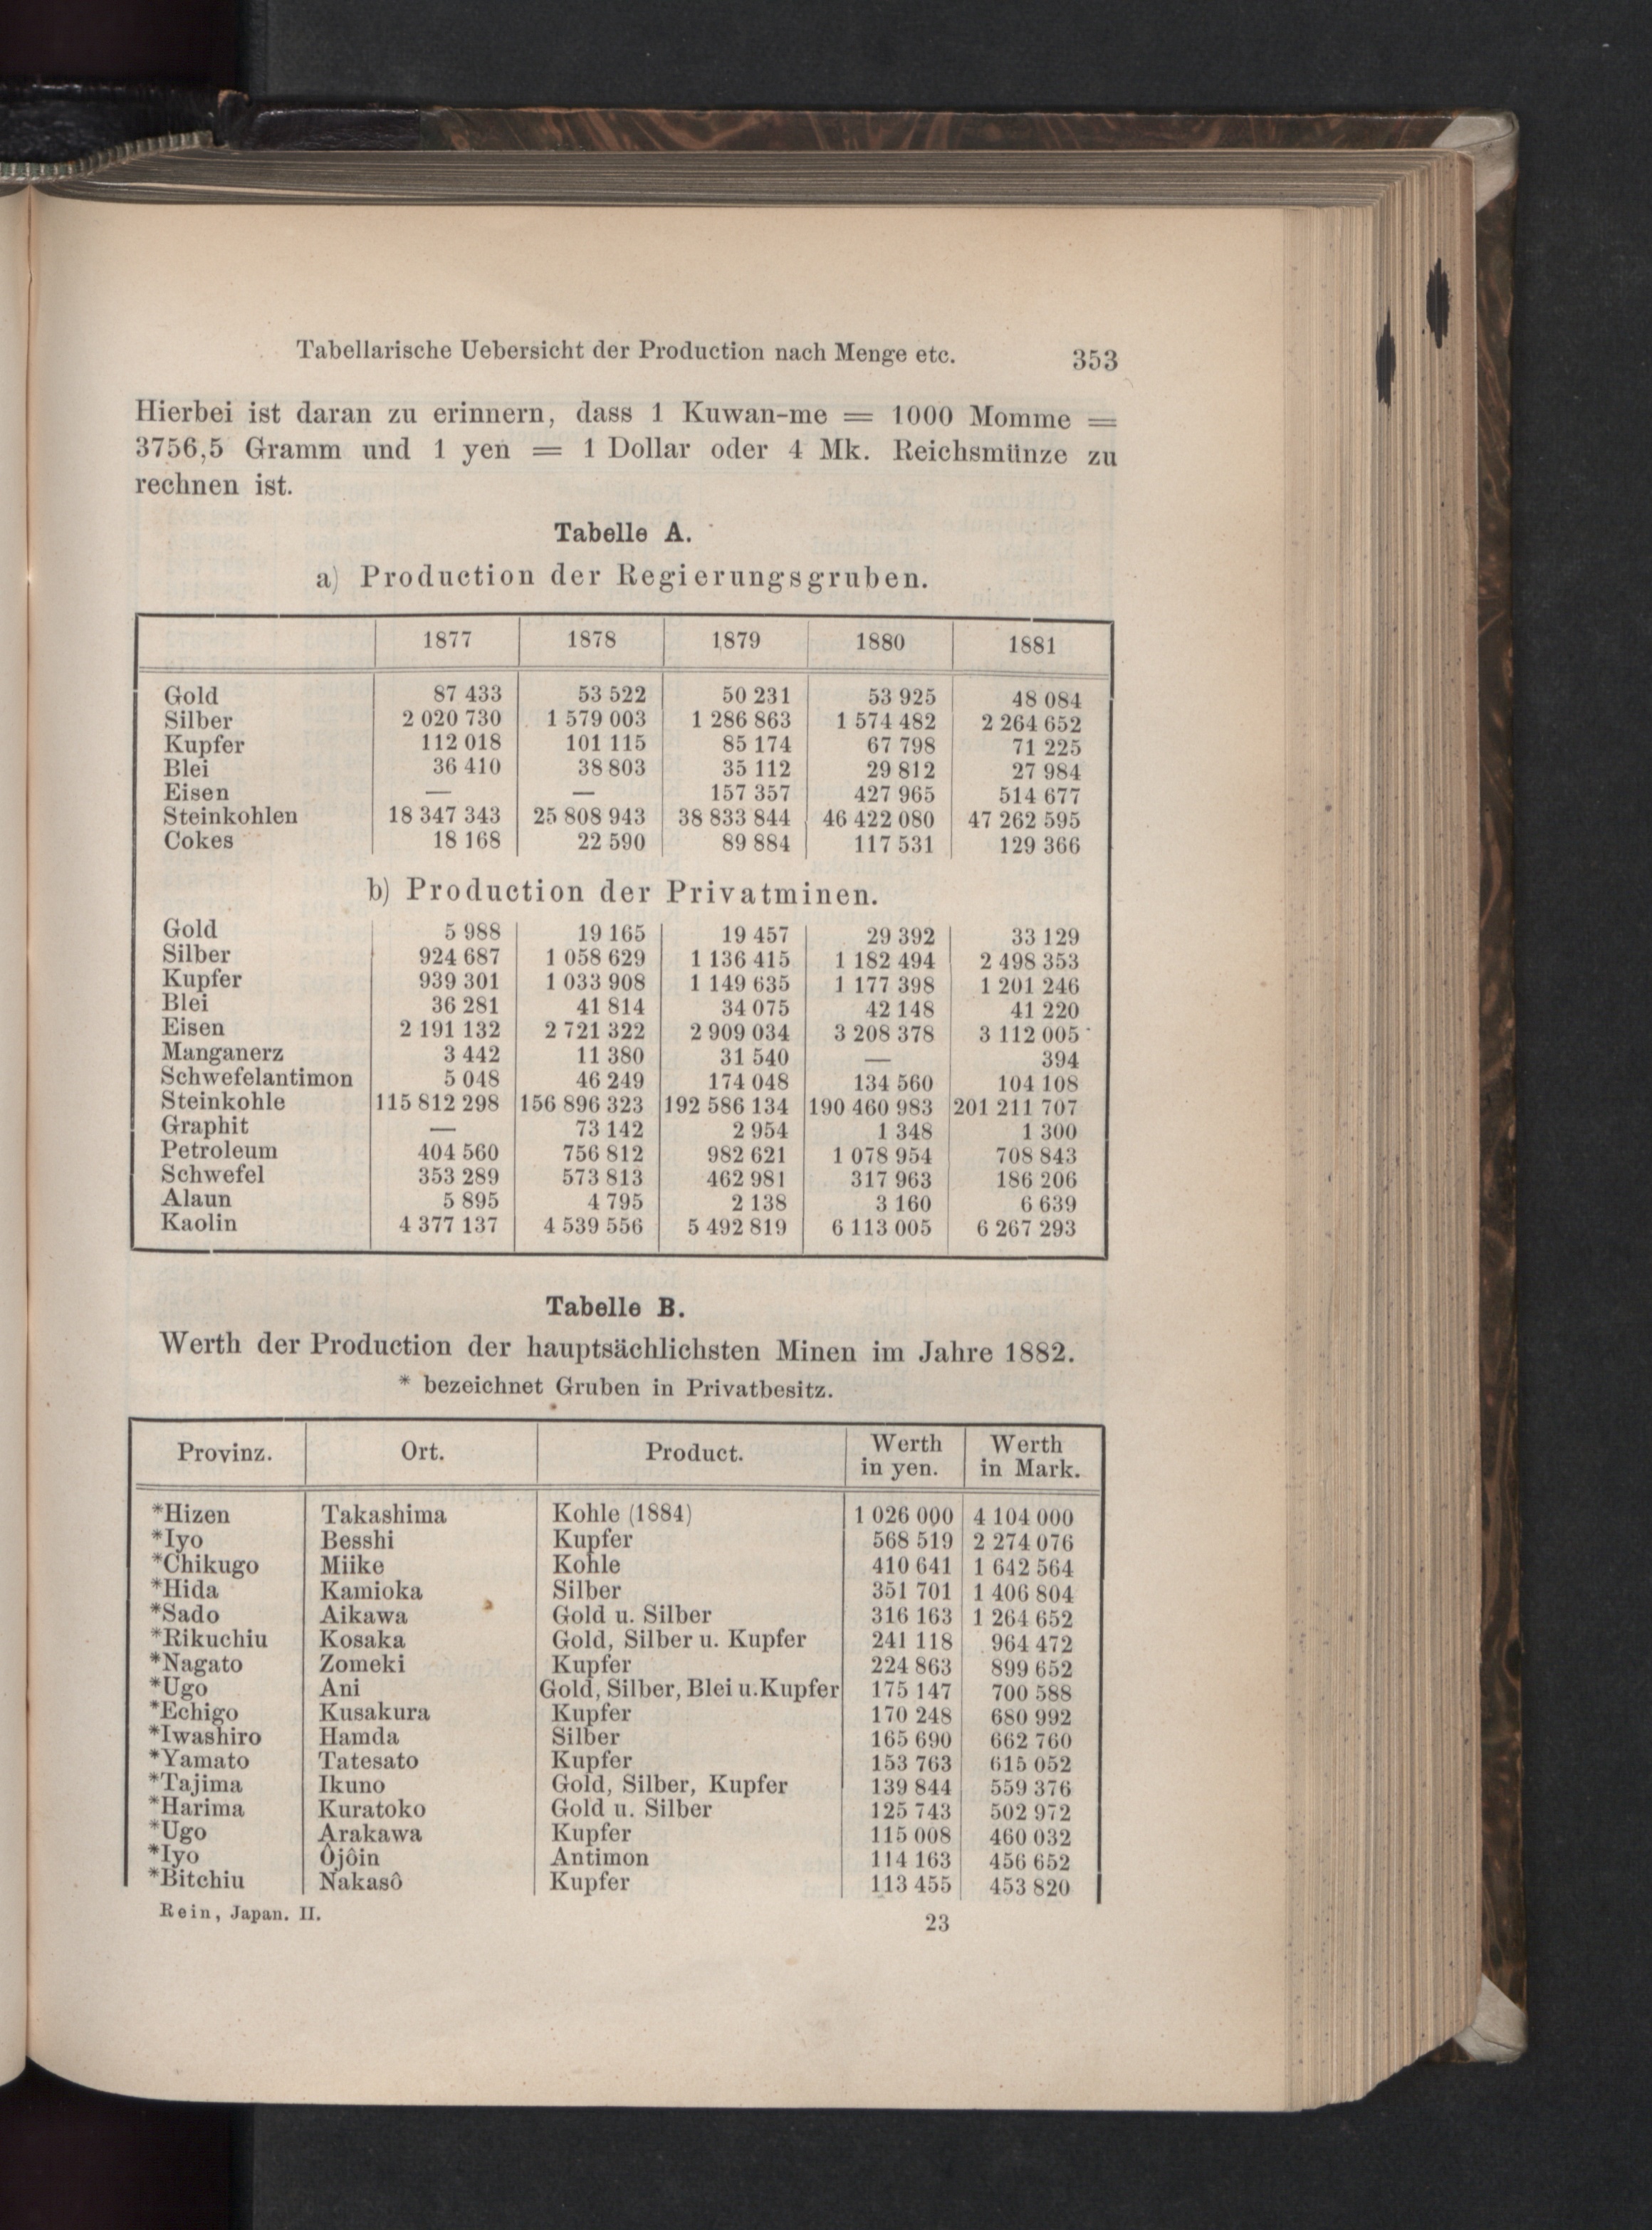 Tabellarische Uebersicht der Production nach Menge etc. 353
Hierbei ist daran zu erinnern, dass 1 Kuwan-me = 1000 Momme =
3756,5 Gramm und 1 yen = 1 Dollar oder 4 Mk. Reichsmünze zu
rechnen ist.
Tabelle A.
a) Production der Regierungsgruben.
1877 1878 1879 1880 1881
Gold 87 433 53 522 50 231 53 925 48 084
Silber 2 020 730 1 579 003 1 286 863 1 574 482 2 264 652
Kupfer 112 018 101 115 85 174 67 798 71 225
Blei 36 410 38 803 35 112 29 812 27 984
Eisen — — 157 357 427 965 514 677
Steinkohlen 18 347 343 25 808 943 38 833 844 46 422 080 47 262 595
Cokes 18 168 22 590 89 884 117 531 129 366
b) Production der Privatminen.
Gold 5 988 19 165 19 457 29 392 33 129
Silber 924 687 1 058 629 1 136 415 1 182 494 2 498 353
Kupfer 939 301 1 033 908 1 149 635 1 177 398 1 201 246
Blei 36 281 41 814 34 075 42 148 41 220
Eisen 2 191 132 2 721 322 2 909 034 3 208 378 3 112 005
Manganerz 3 442 11 380 31 540 — 394
Schwefelantimon 5 048 46 249 174 048 134 560 104 108
Steinkohle 115 812 298 156 896 323 192 586 134 190 460 983 201 211 707
Graphit — 73 142 2 954 1 348 1 300
Petroleum 404 560 756 812 982 621 1 078 954 708 843
Schwefel 353 289 573 813 462 981 317 963 186 206
Alaun 5 895 4 795 2 138 3 160 6 639
Kaolin 4 377 137 4 539 556 5 492 819 6 113 005 6 267 293
Tabelle B.
Werth der Production der hauptsächlichsten Minen im Jahre 1882.
* bezeichnet Gruben in Privatbesitz.
Provinz. Ort. Product. Werth in yen. Werth in Mark.
*Hizen Takashima Kohle (1884) 1 026 000 4 104 000
*Iyo Besshi Kupfer 568 519 2 274 076
*Chikugo Miike Kohle 410 641 1 642 564
*Hida Kamioka Silber 351 701 1 406 804
*Sado Aikawa Gold u. Silber 316 163 1 264 652
*Rikuchiu Kosaka Gold, Silber u. Kupfer 241 118 964 472
*Nagato Zomeki Kupfer 224 863 899 652
*Ugo Ani Gold, Silber, Blei u. Kupfer 175 147 700 588
*Echigo Kusakura Kupfer 170 248 680 992
*Iwashiro Hamda Silber 165 690 662 760
*Yamato Tatesato Kupfer 153 763 615 052
*Tajima Ikuno Gold, Silber, Kupfer 139 844 559 376
*Harima Kuratoko Gold u. Silber 125 743 502 972
*Ugo Arakawa Kupfer 115 008 460 032
*Iyo Ôjôin Antimon 114 163 456 652
*Bitchiu Nakasô Kupfer 113 455 453 820
Rein, Japan. II. 23